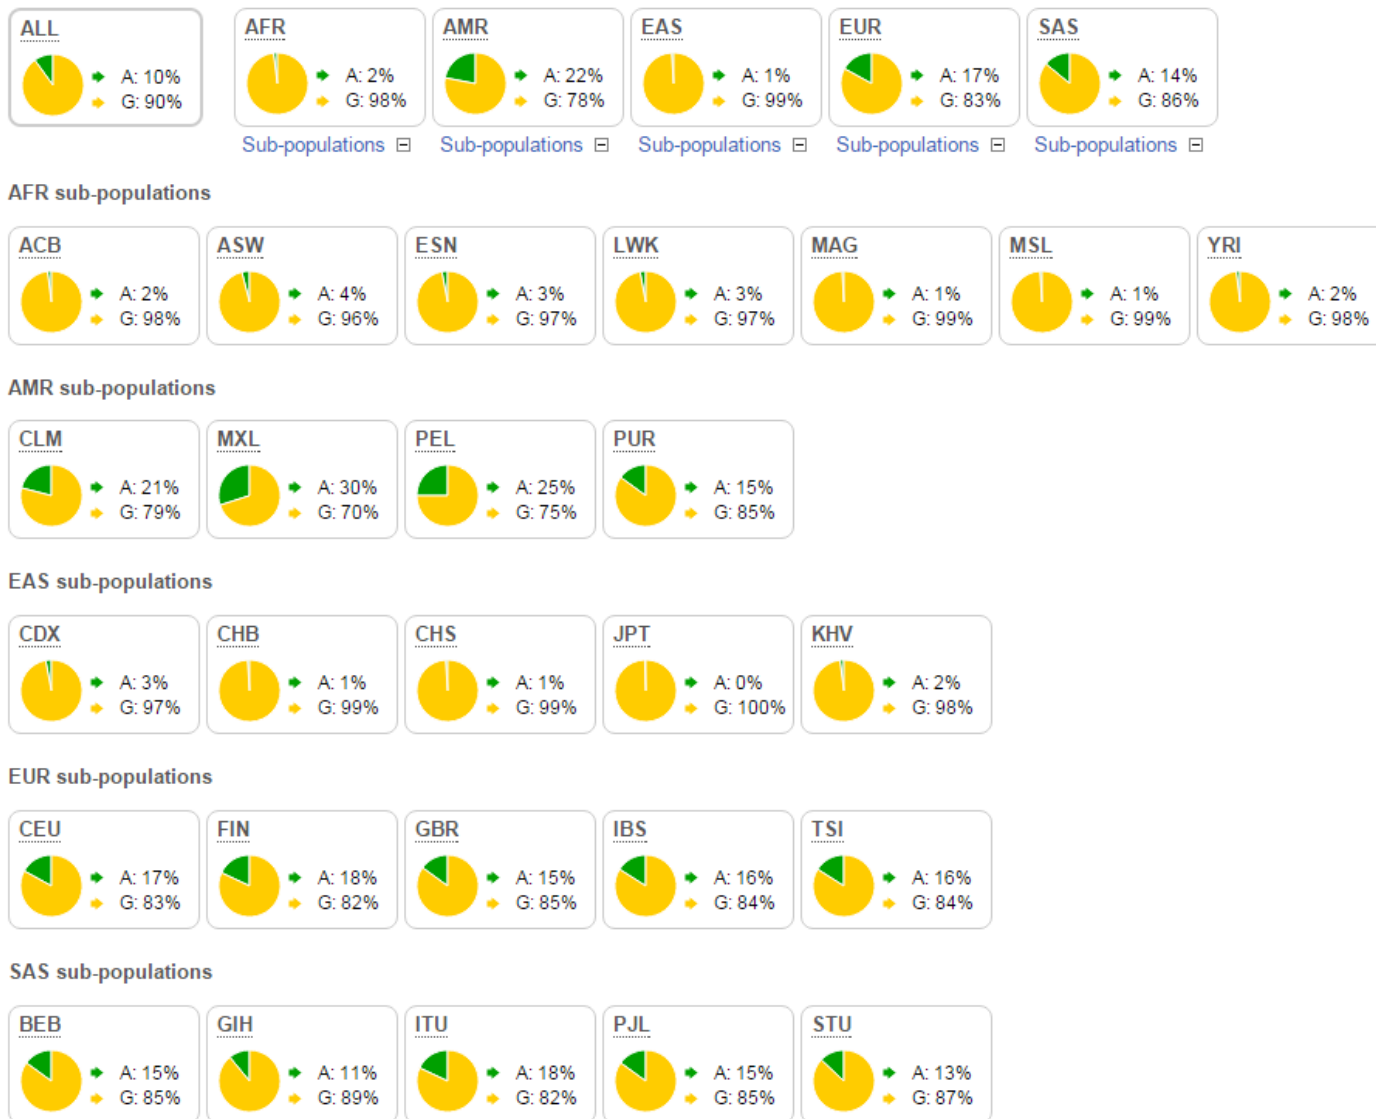 ALL AFR AMR EAS EUR SAS
A: 10% A: 2% A: 22% A: 1% A: 17% A: 14%
G: 90% G: 98% G: 78% G: 99% G: 83% G: 86%
Sub-populations Sub-populations Sub-populations Sub-populations Sub-populations
AFR sub-populations
ACB ASW ESN LWK MAG MSL YRI
A: 2% A: 4% A: 3% A: 3% A: 1% A: 1% A: 2%
G: 98% G: 96% G: 97% G: 97% G: 99% G: 99% G: 98%
AMR sub-populations
CLM MXL PEL PUR
A: 21% A: 30% A: 25% A: 15%
G: 79% G: 70% G: 75% G: 85%
EAS sub-populations
CDX CHB CHS JPT KHV
A: 3% A: 1% A: 1% A: 0% A: 2%
G: 97% G: 99% G: 99% G: 100% G: 98%
EUR sub-populations
CEU FIN GBR IBS TSI
A: 17% A: 18% A: 15% A: 16% A: 16%
G: 83% G: 82% G: 85% G: 84% G: 84%
SAS sub-populations
BEB GIH ITU PJL STU
A: 15% A: 11% A: 18% A: 15% A: 13%
G: 85% G: 89% G: 82% G: 85% G: 87%